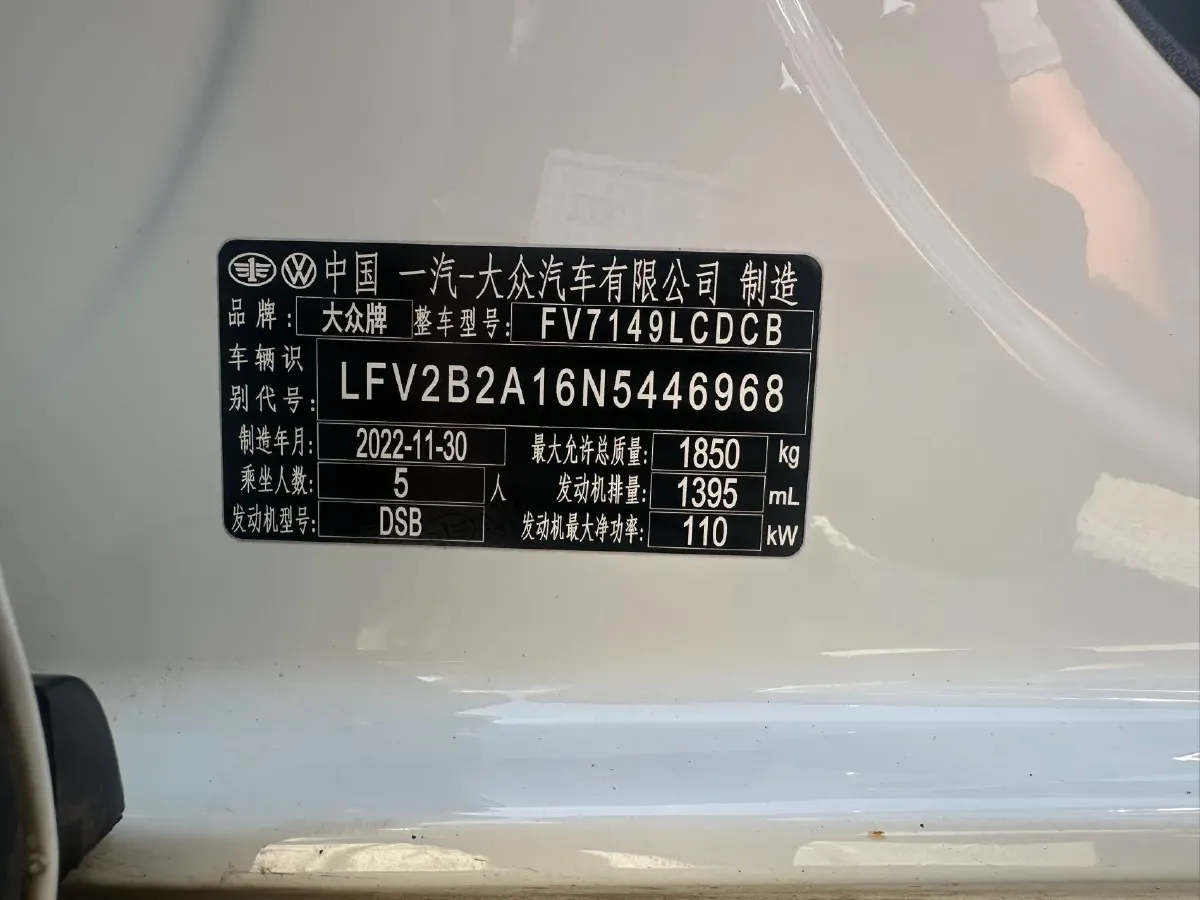 中国 一汽-大众汽车有限公司 制造
品牌: 大众牌 整车型号: FV7149LCDCB
车辆识别代号: LFV2B2A16N5446968
制造年月: 2022-11-30 最大允许总质量: 1850 kg
乘坐人数: 5 人 发动机排量: 1395 mL
发动机型号: DSB 发动机最大净功率: 110 kW